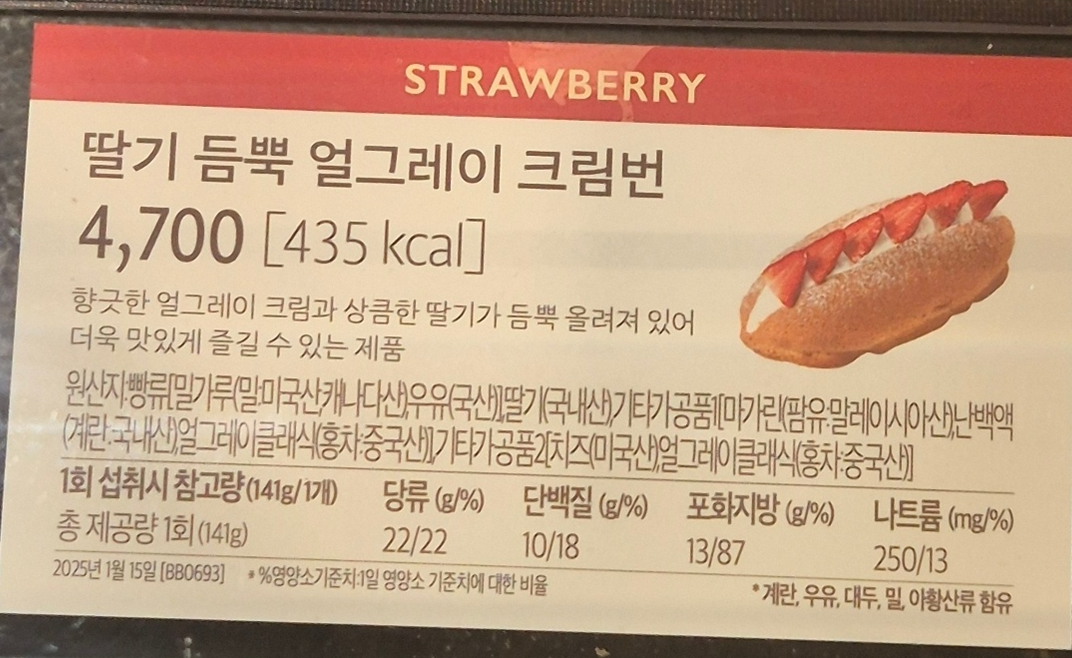 STRAWBERRY
딸기 듬뿍 얼그레이 크림번
4,700 [435 kcal]
향긋한 얼그레이 크림과 상큼한 딸기가 듬뿍 올려져 있어
더욱 맛있게 즐길 수 있는 제품
원산지:빵류[밀가루(밀:미국산,캐나다산),우유(국산)],딸기(국내산),기타가공품1[마가린(팜유:말레이시아산),난백액
(계란:국내산),얼그레이클래식(홍차:중국산)],기타가공품2[치즈(미국산),얼그레이클래식(홍차:중국산)]
1회 섭취시 참고량(141g/1개) 당류 (g/%) 단백질 (g/%) 포화지방 (g/%) 나트륨 (mg/%)
총 제공량 1회(141g) 22/22 10/18 13/87 250/13
2025년 1월 15일 [BB0693] *%영양소기준치:1일 영양소 기준치에 대한 비율
*계란, 우유, 대두, 밀, 아황산류 함유